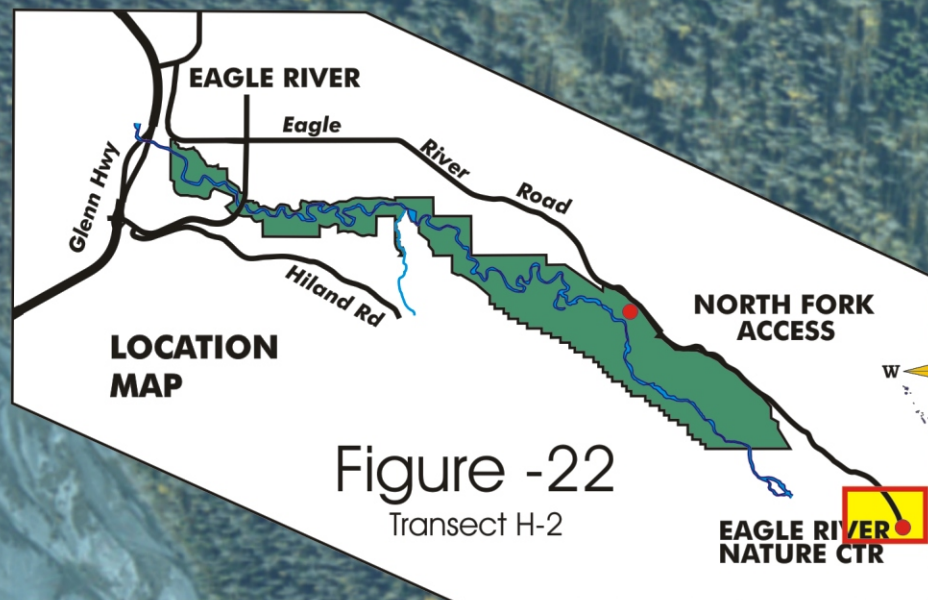 EAGLE RIVER
Eagle
River
Road
Glenn Hwy
Hiland Rd
NORTH FORK
ACCESS
W
LOCATION
MAP
Figure -22
Transect H-2
EAGLE RIVER
NATURE CTR